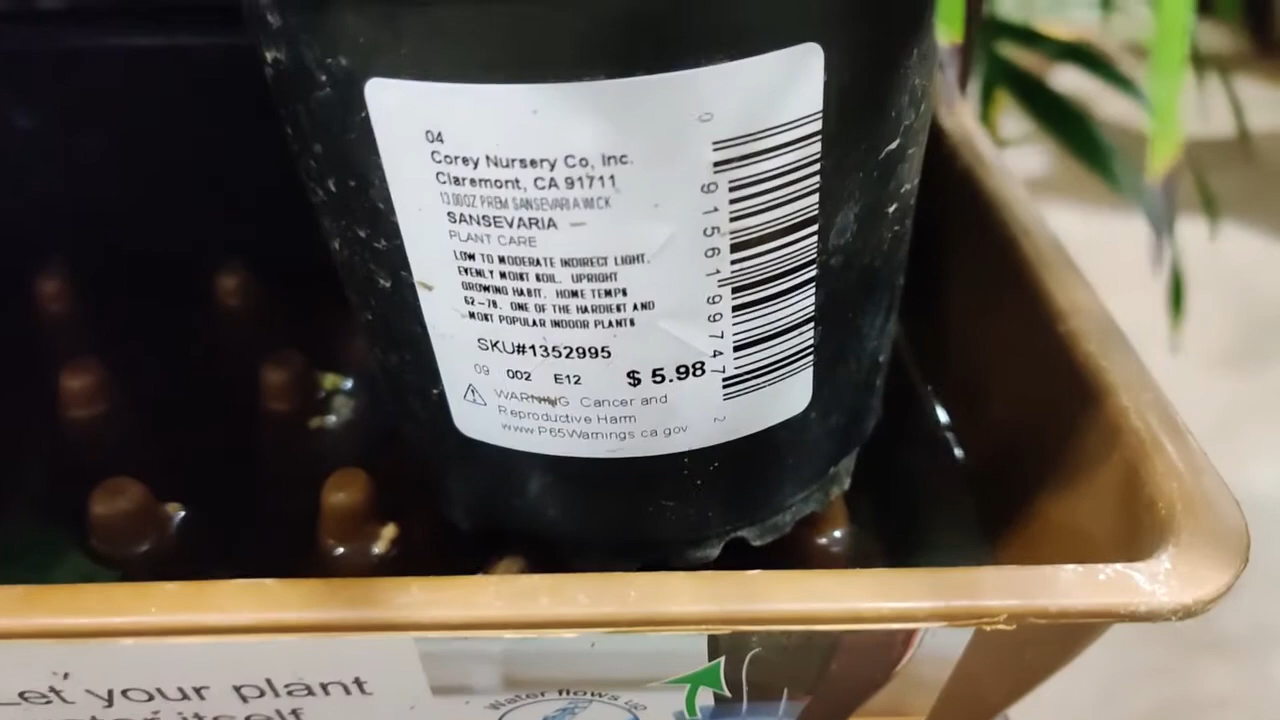 04
Corey Nursery Co, Inc.
Claremont, CA 91711
13.00OZ PREM SANSEVARIA WICK
SANSEVARIA
PLANT CARE
LOW TO MODERATE INDIRECT LIGHT.
EVENLY MOIST SOIL. UPRIGHT
GROWING HABIT. HOME TEMPS
62-78. ONE OF THE HARDIEST AND
MOST POPULAR INDOOR PLANTS
SKU#1352995
09 002 E12 $ 5.98
WARNING Cancer and
Reproductive Harm
www.P65Warnings.ca.gov
0 91561 99747 2
Let your plant
water itself
Water flows up